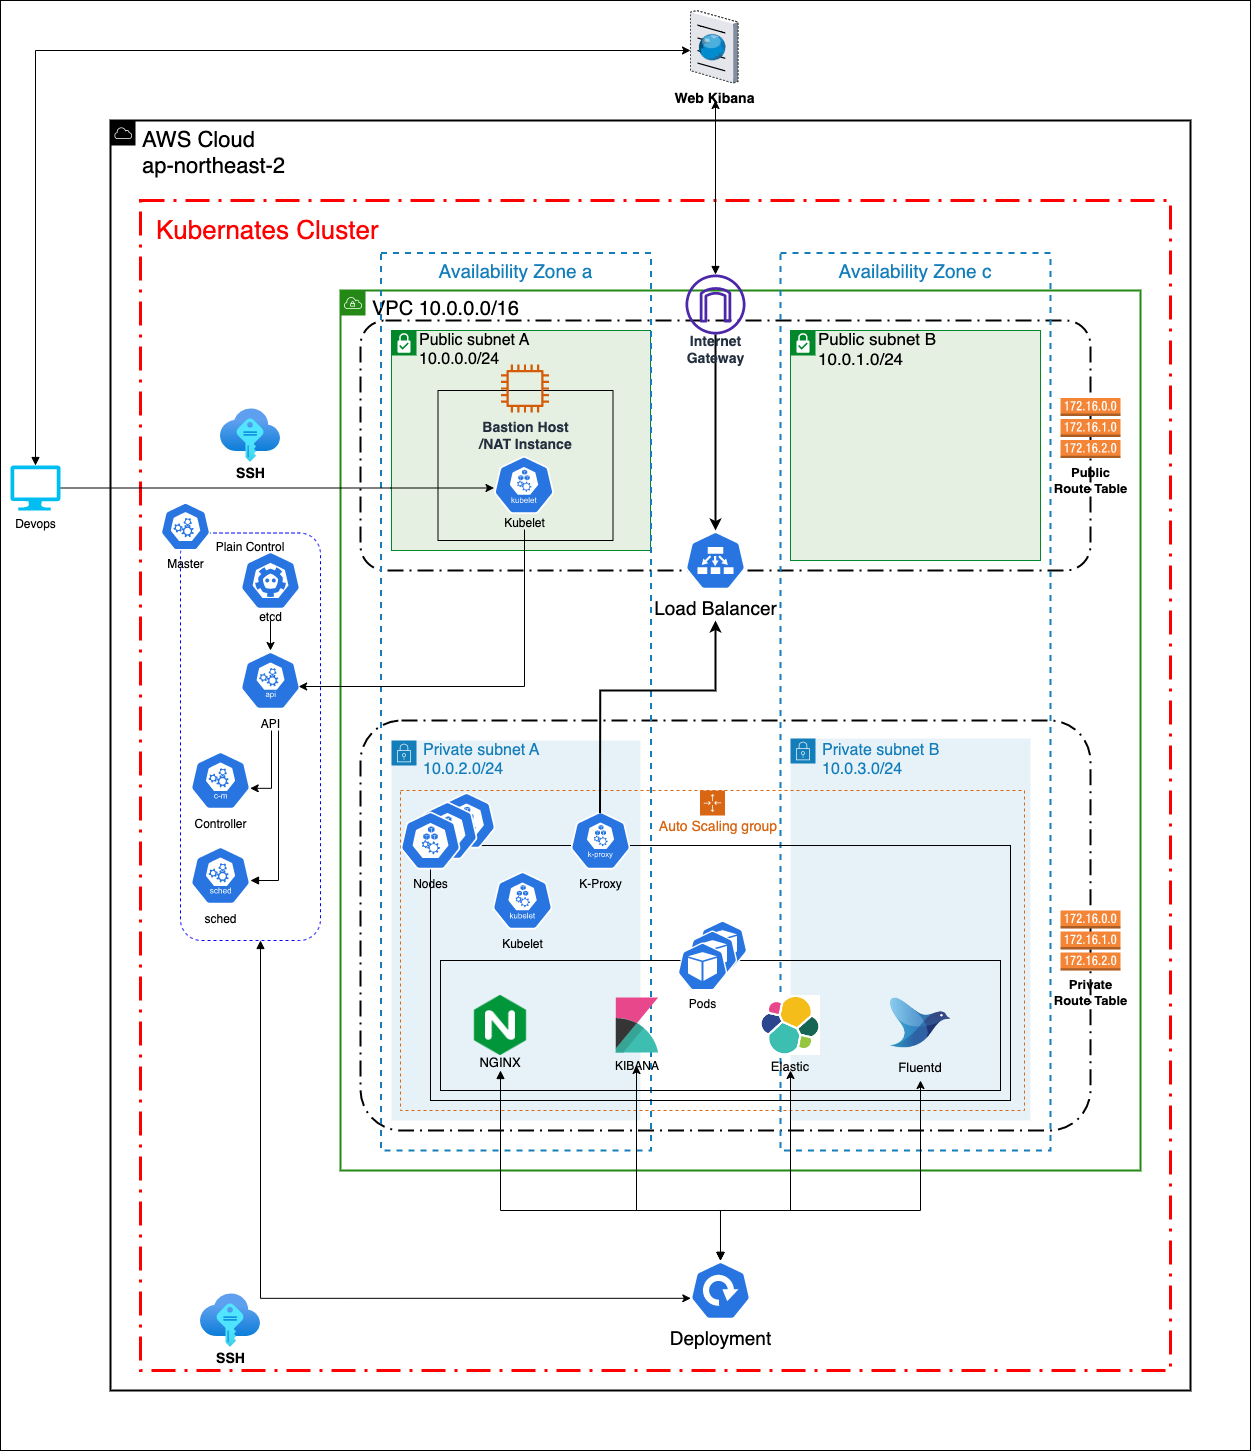 Web Kibana
AWS Cloud
ap-northeast-2
Kubernates Cluster
Availability Zone a
Availability Zone c
VPC 10.0.0.0/16
Public subnet A
10.0.0.0/24
Internet
Gateway
Public subnet B
10.0.1.0/24
Bastion Host
/NAT Instance
kubelet
Kubelet
172.16.0.0
172.16.1.0
172.16.2.0
Public
Route Table
SSH
Devops
Master
Plain Control
etcd
api
API
c-m
Controller
sched
sched
Load Balancer
Private subnet A
10.0.2.0/24
Private subnet B
10.0.3.0/24
Auto Scaling group
Nodes
k-proxy
K-Proxy
kubelet
Kubelet
Pods
172.16.0.0
172.16.1.0
172.16.2.0
Private
Route Table
N
NGINX
KIBANA
Elastic
Fluentd
Deployment
SSH